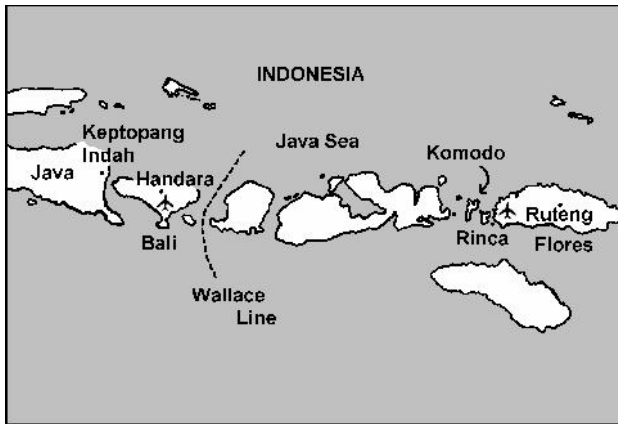 INDONESIA
Keptopang
Indah
Java Sea
Komodo
Java
Handara
Ruteng
Rinca
Flores
Bali
Wallace
Line